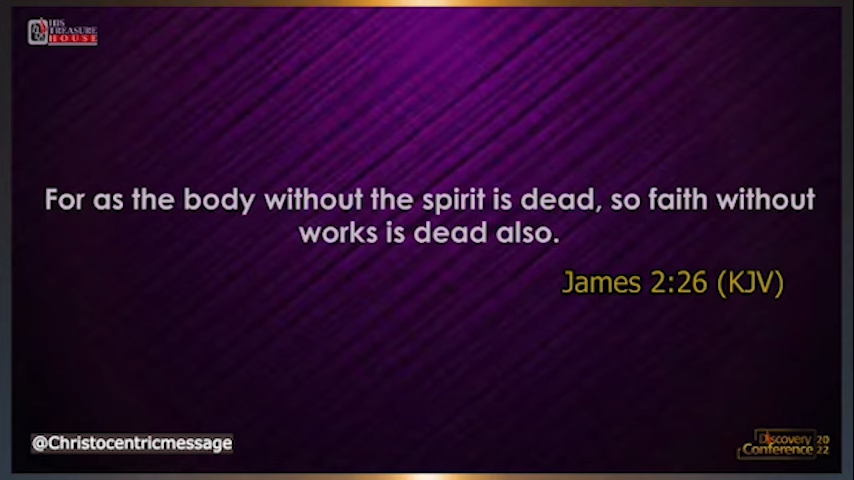 HIS
TREASURE
HOUSE
For as the body without the spirit is dead, so faith without
works is dead also.
James 2:26 (KJV)
@Christocentricmessage
Discovery 20
Conference 22